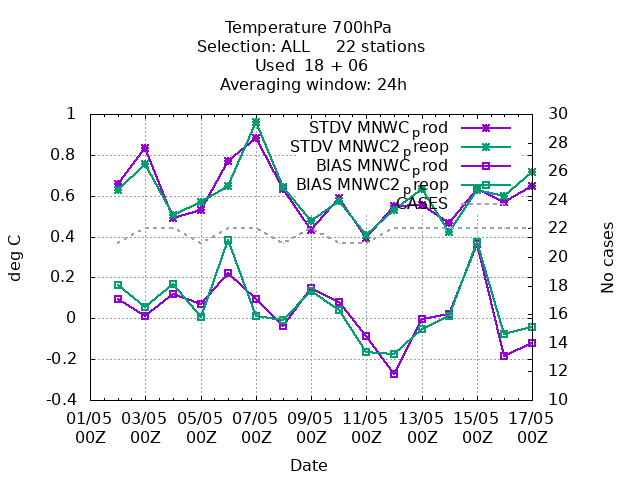 Temperature 700hPa
Selection: ALL     22 stations
Used  18 + 06
Averaging window: 24h
1
0.8
0.6
0.4
0.2
0
-0.2
-0.4
30
28
26
24
22
20
18
16
14
12
10
STDV MNWC_prod
STDV MNWC2_preop
BIAS MNWC_prod
BIAS MNWC2_preop
CASES
deg C
No cases
01/05 03/05 05/05 07/05 09/05 11/05 13/05 15/05 17/05
00Z 00Z 00Z 00Z 00Z 00Z 00Z 00Z 00Z
Date